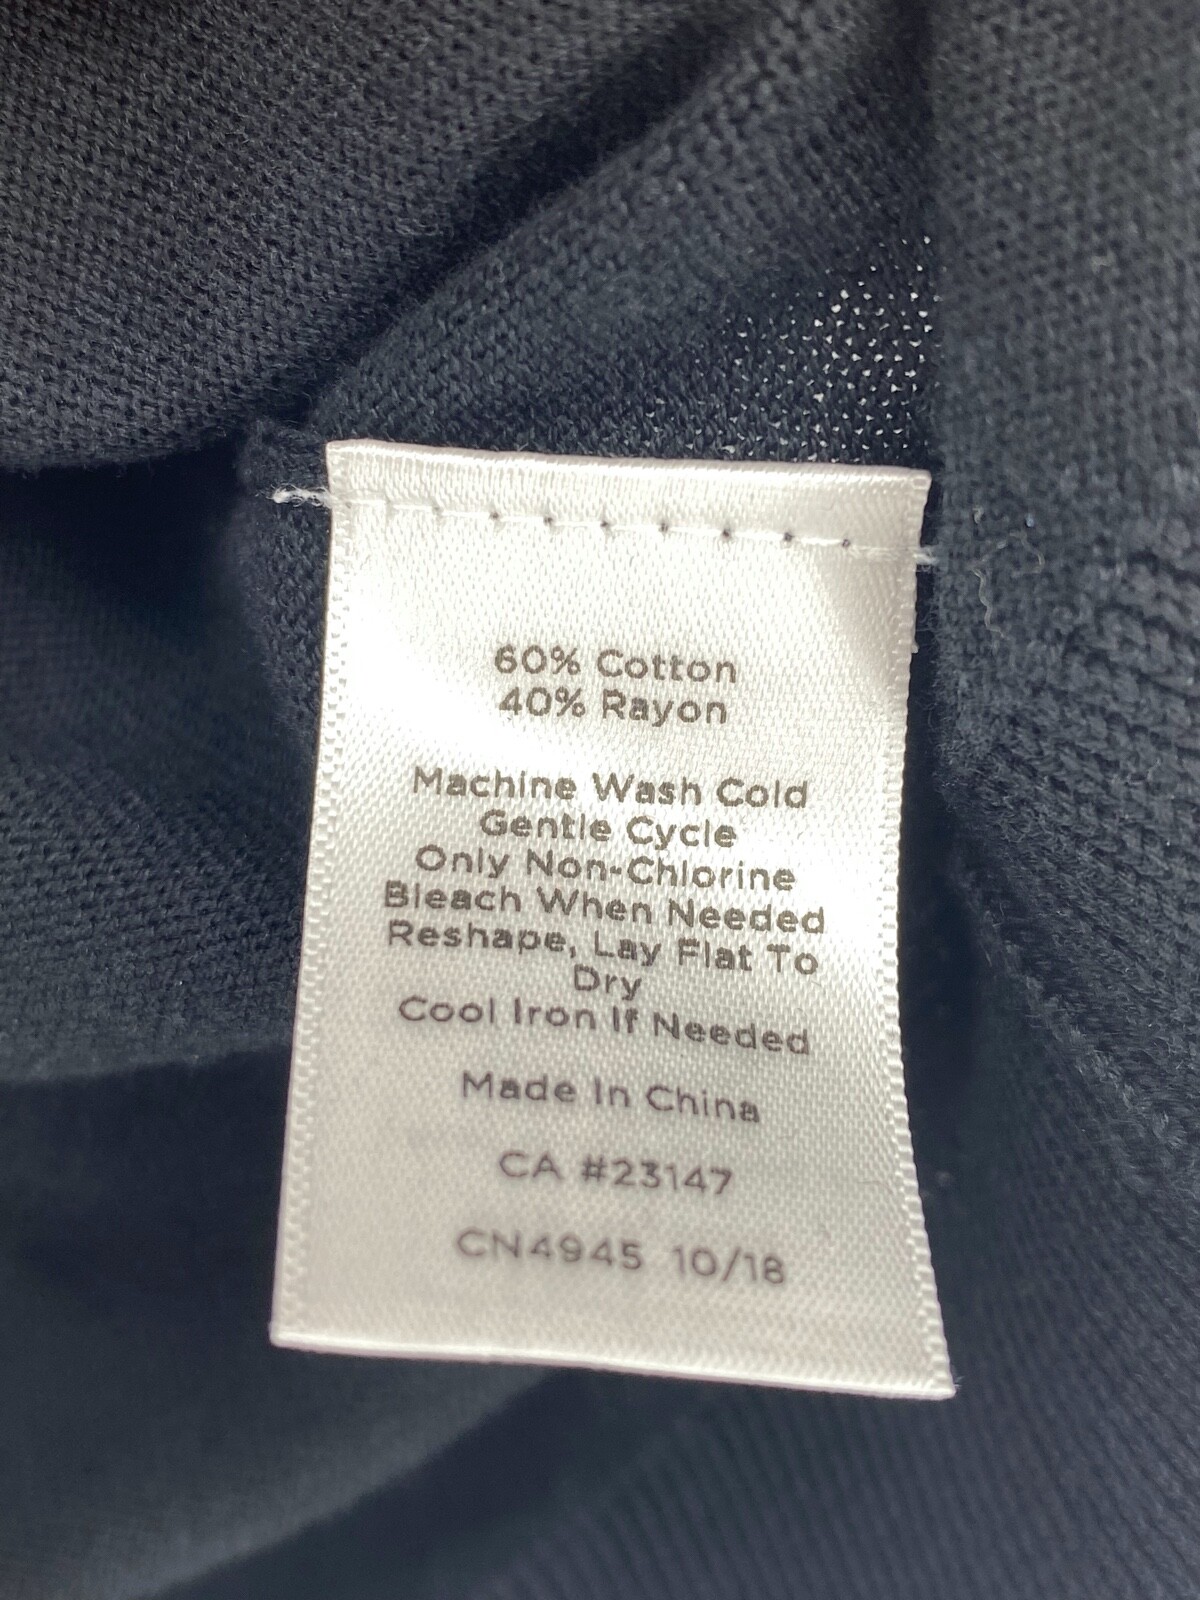 60% Cotton
40% Rayon
Machine Wash Cold
Gentle Cycle
Only Non-Chlorine
Bleach When Needed
Reshape, Lay Flat To
Dry
Cool Iron If Needed
Made In China
CA #23147
CN4945 10/18